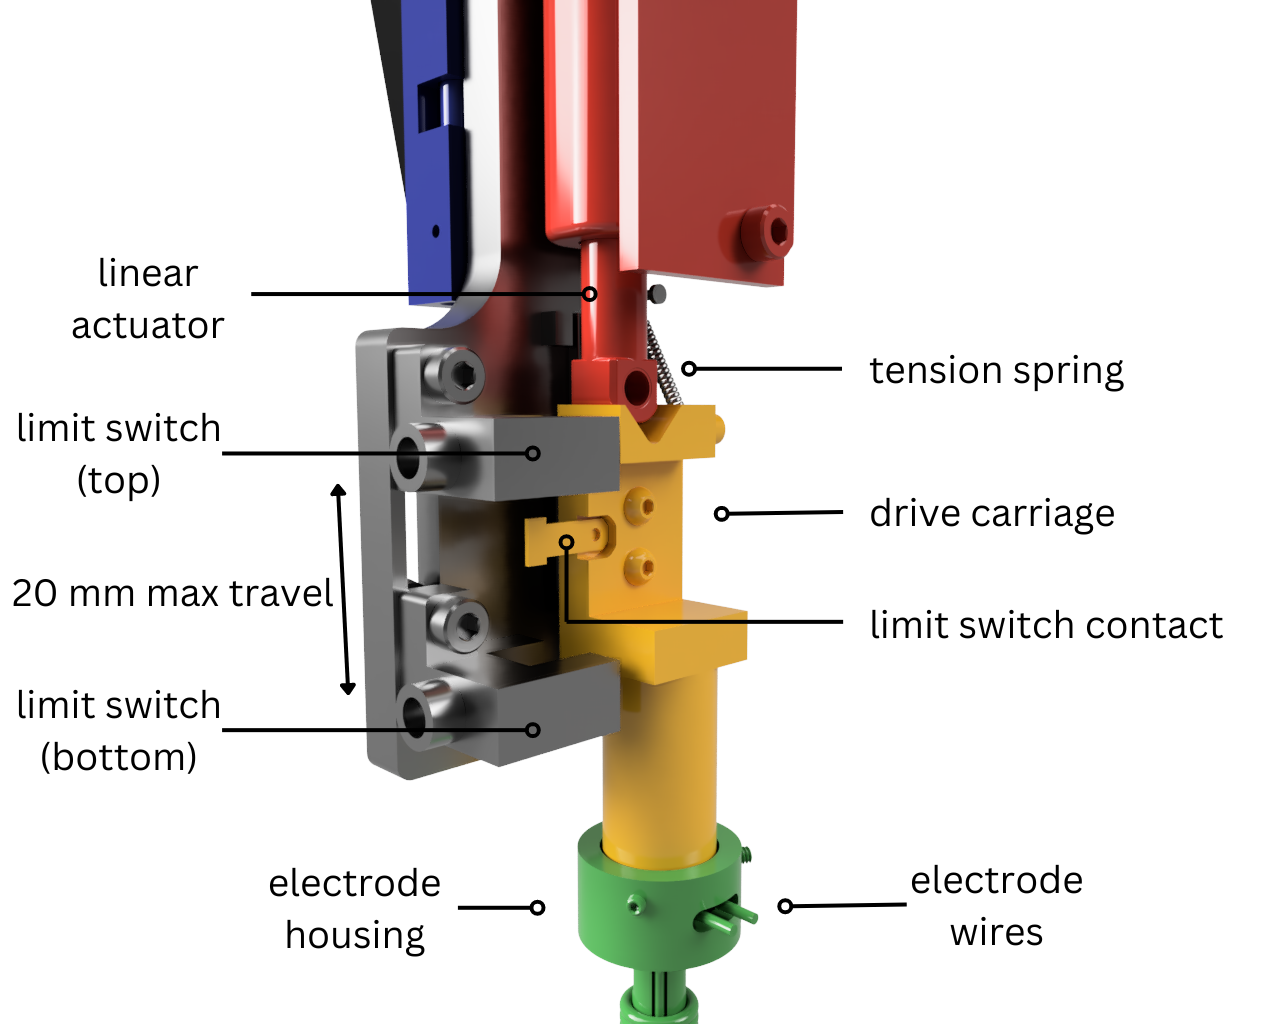 linear
actuator
limit switch
(top)
20 mm max travel
limit switch
(bottom)
electrode
housing
tension spring
drive carriage
limit switch contact
electrode
wires